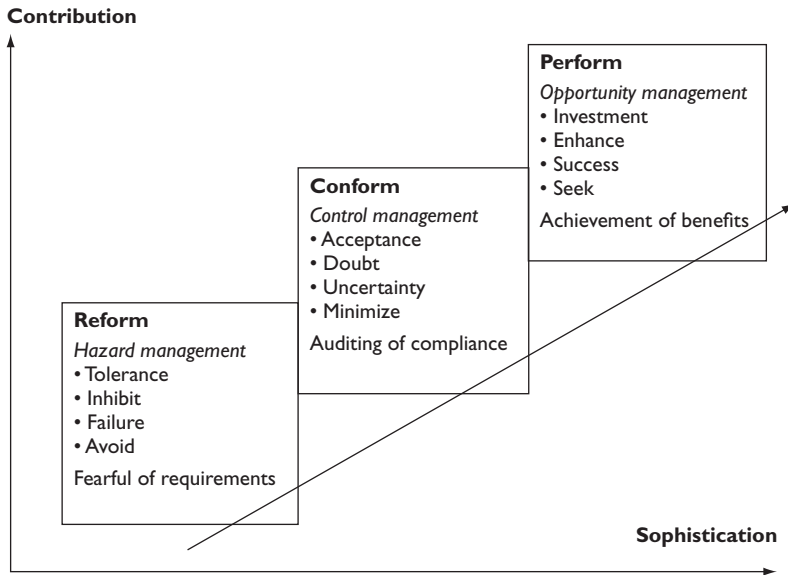 Contribution
Perform
Opportunity management
• Investment
• Enhance
• Success
• Seek
Achievement of benefits
Conform
Control management
• Acceptance
• Doubt
• Uncertainty
• Minimize
Auditing of compliance
Reform
Hazard management
• Tolerance
• Inhibit
• Failure
• Avoid
Fearful of requirements
Sophistication